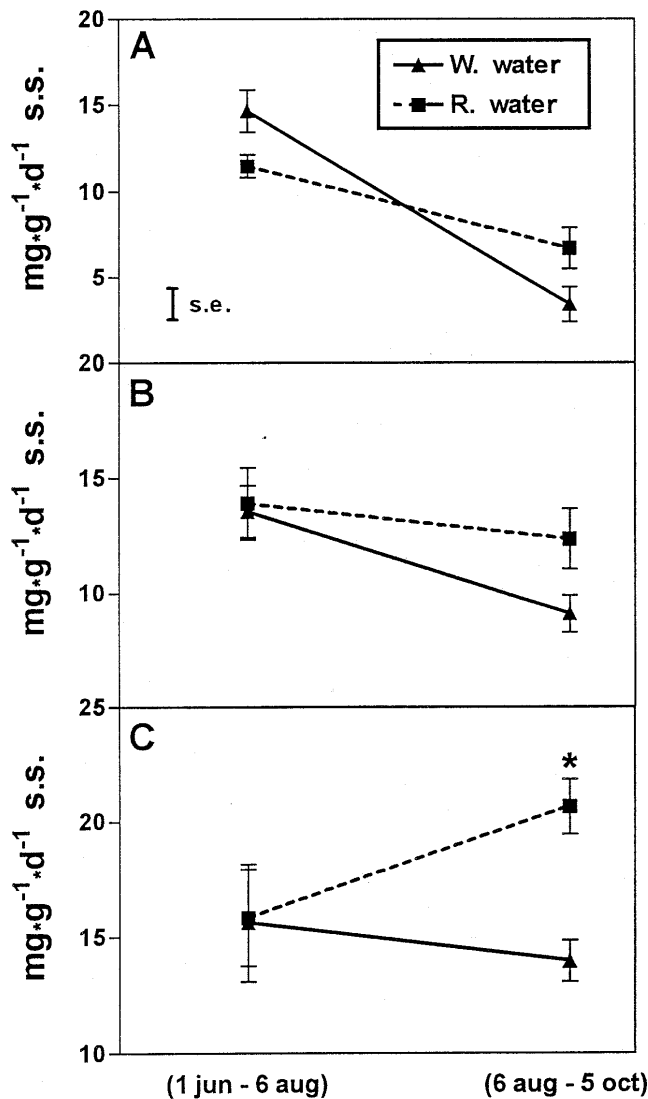 20
A
W. water
R. water
15
10
5
s.e.
mg*g-1*d-1 s.s.
20
B
15
10
mg*g-1*d-1 s.s.
25
C
*
20
15
10
mg*g-1*d-1 s.s.
(1 jun - 6 aug) (6 aug - 5 oct)